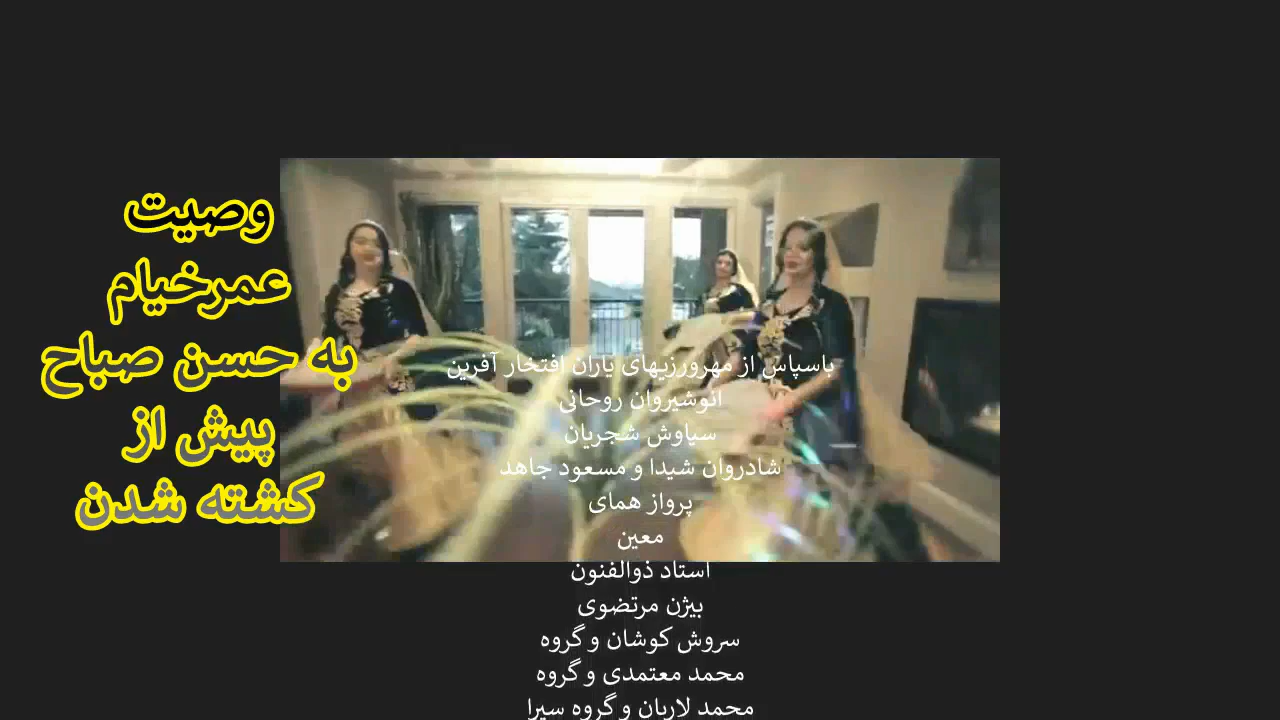 وصیت
عمرخیام
به حسن صباح
پیش از
کشته شدن
باسپاس از مهرورزیهای یاران افتخار آفرین
انوشیروان روحانی
سیاوش شجریان
شادروان شیدا و مسعود جاهد
پرواز همای
معین
استاد ذوالفنون
بیژن مرتضوی
سروش کوشان و گروه
محمد معتمدی و گروه
محمد لاریان و گروه سیرا